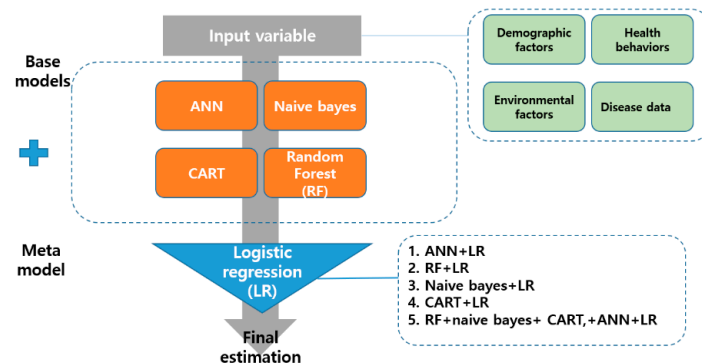 Input variable
Demographic
factors
Health
behaviors
Environmental
factors
Disease data
Base
models
ANN
Naive bayes
CART
Random
Forest
(RF)
Meta
model
Logistic
regression
(LR)
1. ANN+LR
2. RF+LR
3. Naive bayes+LR
4. CART+LR
5. RF+naive bayes+ CART,+ANN+LR
Final
estimation